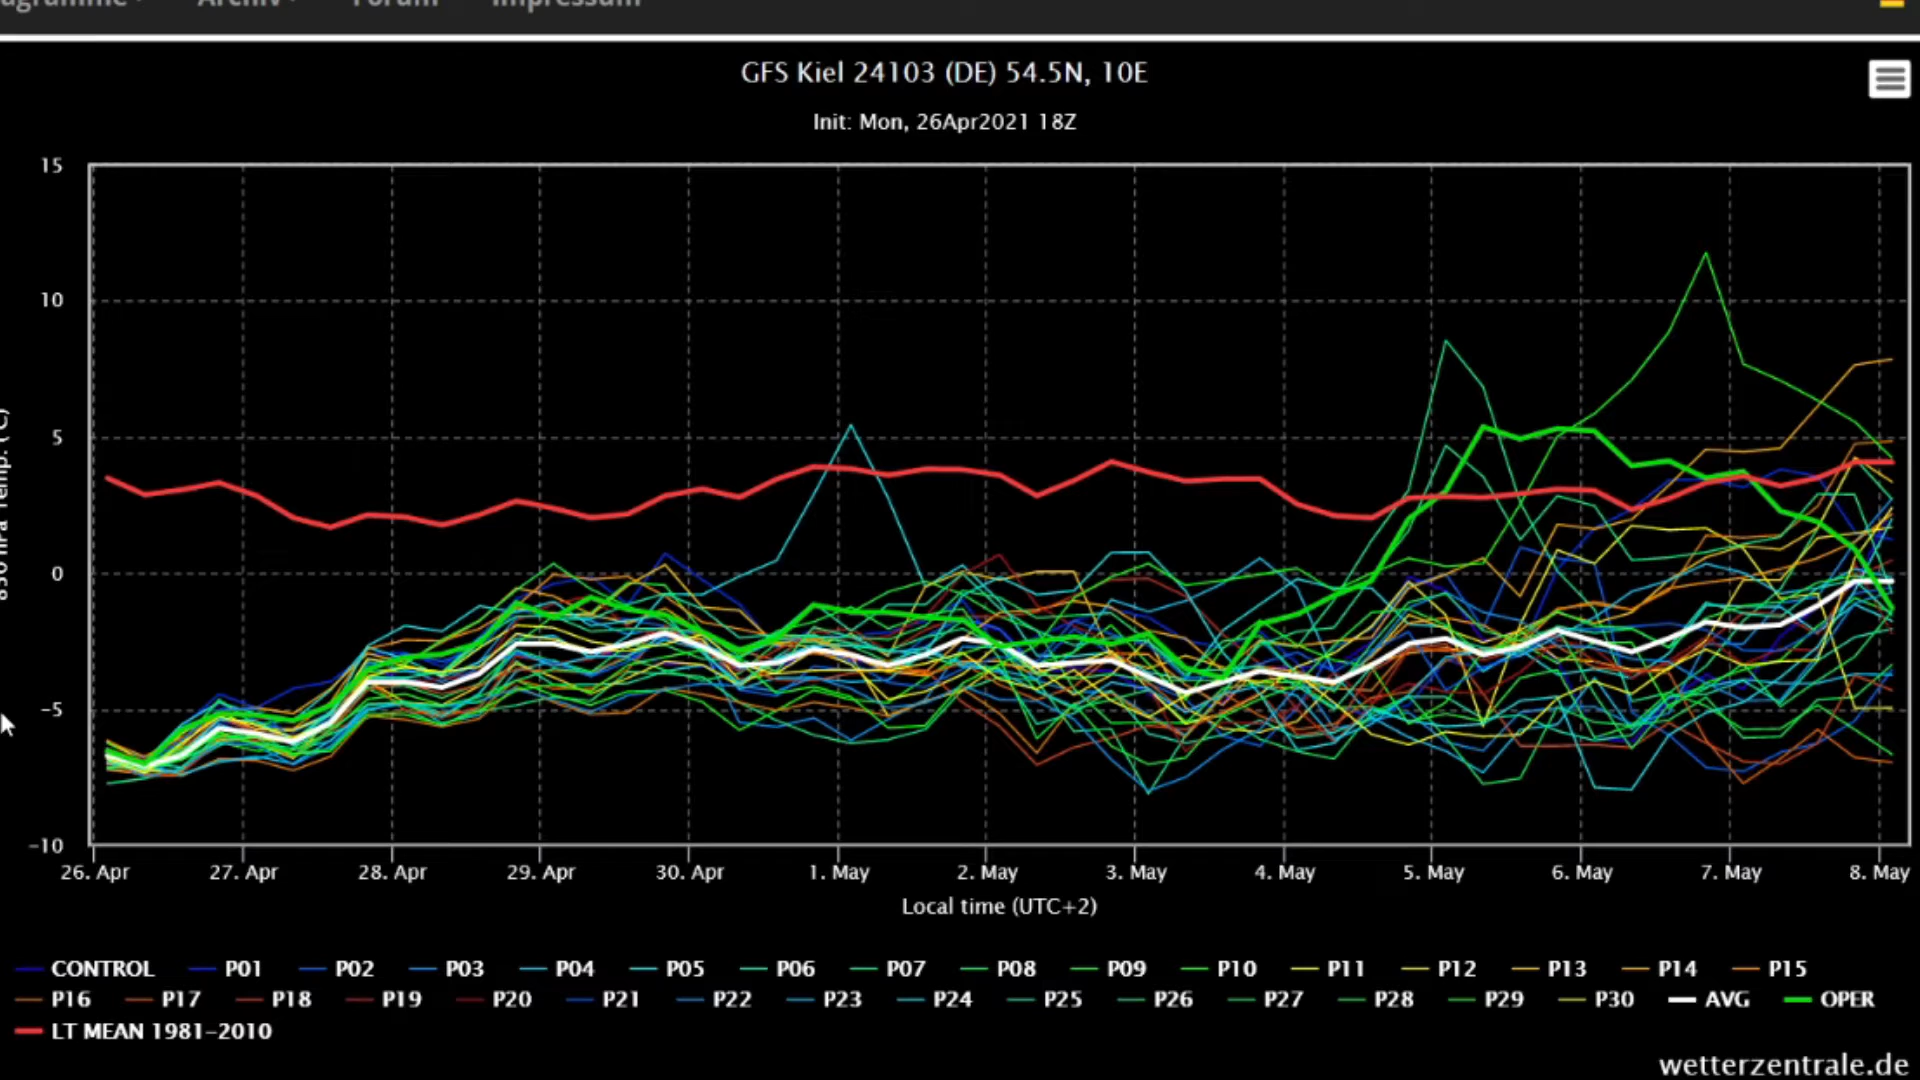 Archiv
Forum
Impressum
GFS Kiel 24103 (DE) 54.5N, 10E
Init: Mon, 26Apr2021 18Z
15
10
5
0
-5
-10
26. Apr 27. Apr 28. Apr 29. Apr 30. Apr 1. May 2. May 3. May 4. May 5. May 6. May 7. May 8. May
Local time (UTC+2)
CONTROL P01 P02 P03 P04 P05 P06 P07 P08 P09 P10 P11 P12 P13 P14 P15
P16 P17 P18 P19 P20 P21 P22 P23 P24 P25 P26 P27 P28 P29 P30 AVG OPER
LT MEAN 1981-2010
wetterzentrale.de